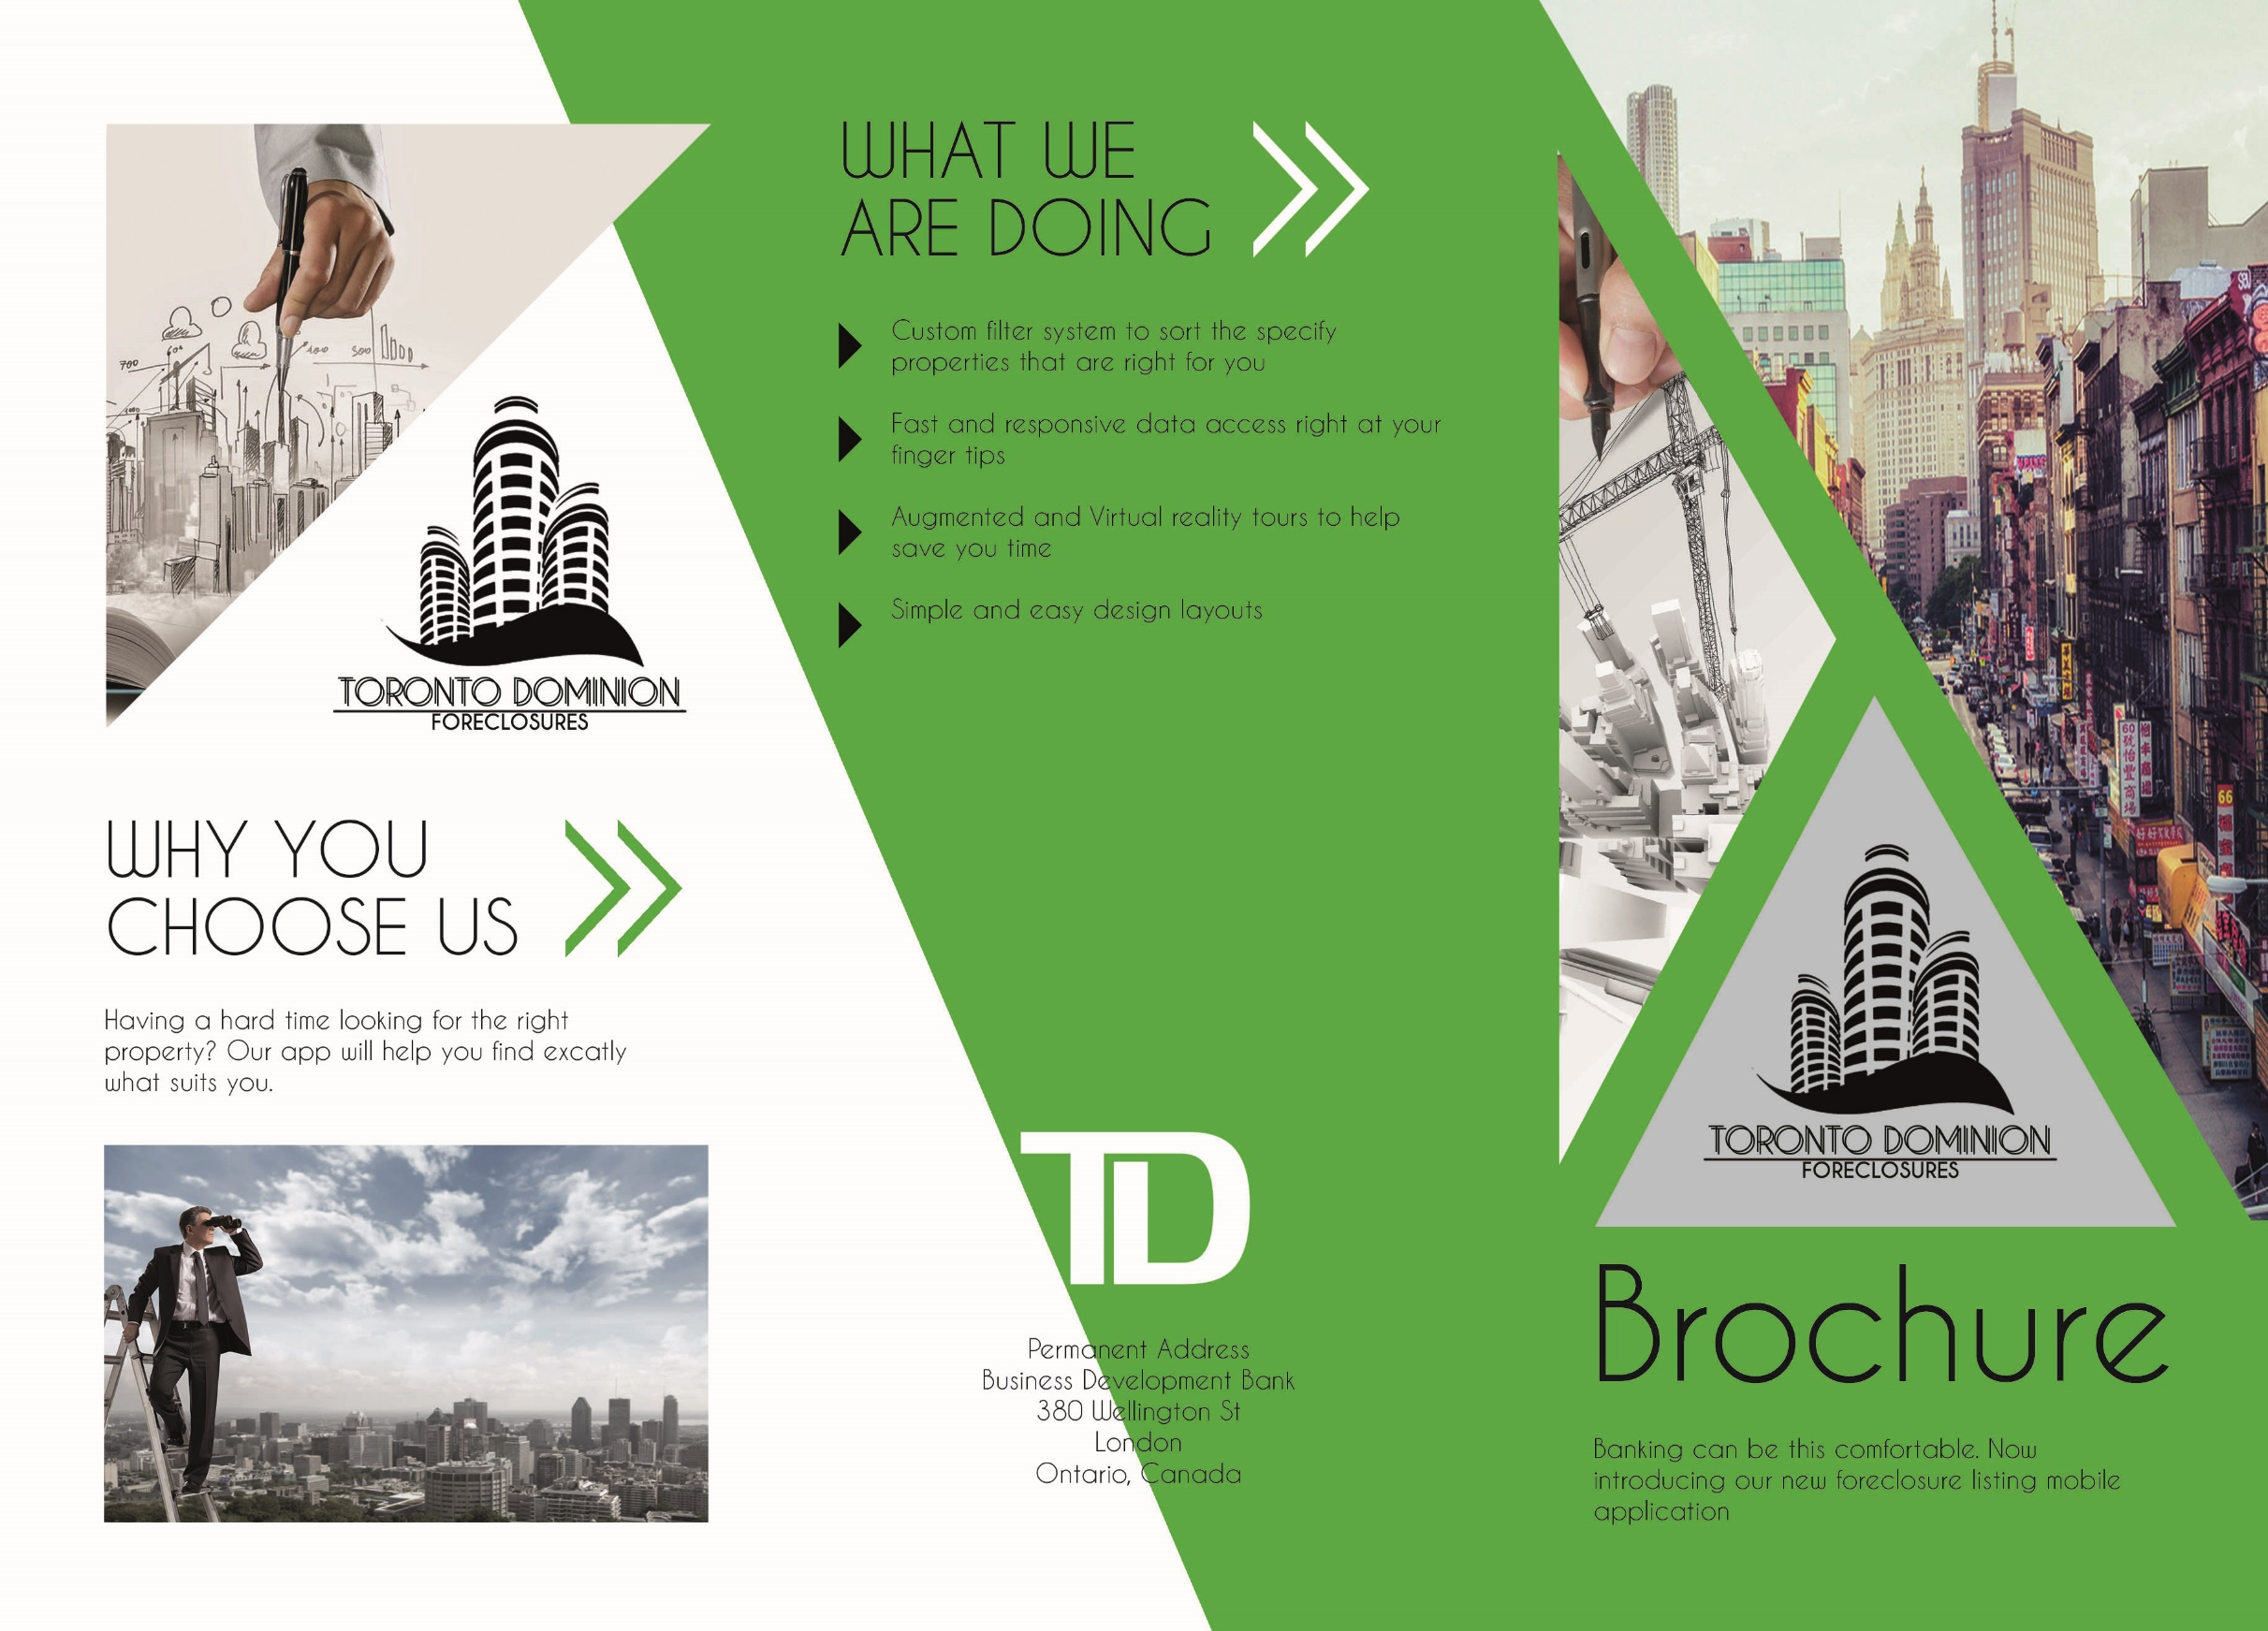 700
TORONTO DOMINION
FORECLOSURES
WHY YOU
CHOOSE US
Having a hard time looking for the right
property? Our app will help you find excatly
what suits you.
WHAT WE
ARE DOING
Custom filter system to sort the specify
properties that are right for you
Fast and responsive data access right at your
finger tips
Augmented and Virtual reality tours to help
save you time
Simple and easy design layouts
TD
Permanent Address
Business Development Bank
380 Wellington St
London
Ontario, Canada
60
66
TORONTO DOMINION
FORECLOSURES
Brochure
Banking can be this comfortable. Now
introducing our new foreclosure listing mobile
application